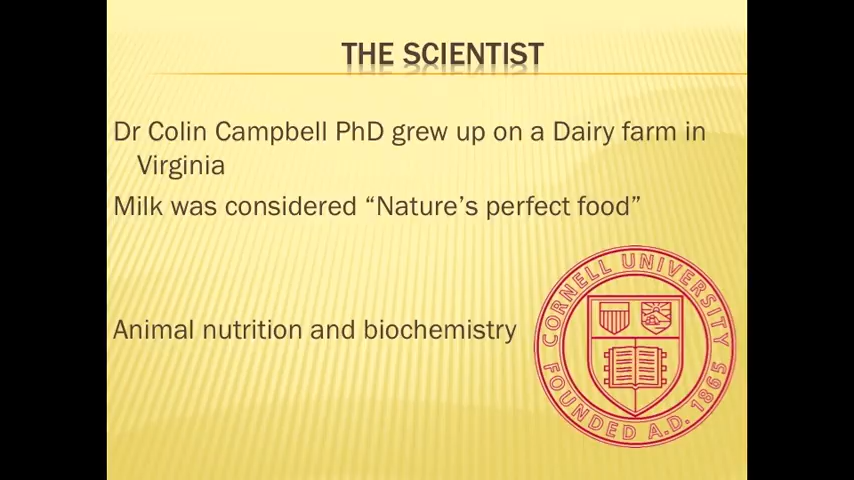 THE SCIENTIST
Dr Colin Campbell PhD grew up on a Dairy farm in
Virginia
Milk was considered “Nature’s perfect food”
Animal nutrition and biochemistry
CORNELL UNIVERSITY
FOUNDED A.D. 1865